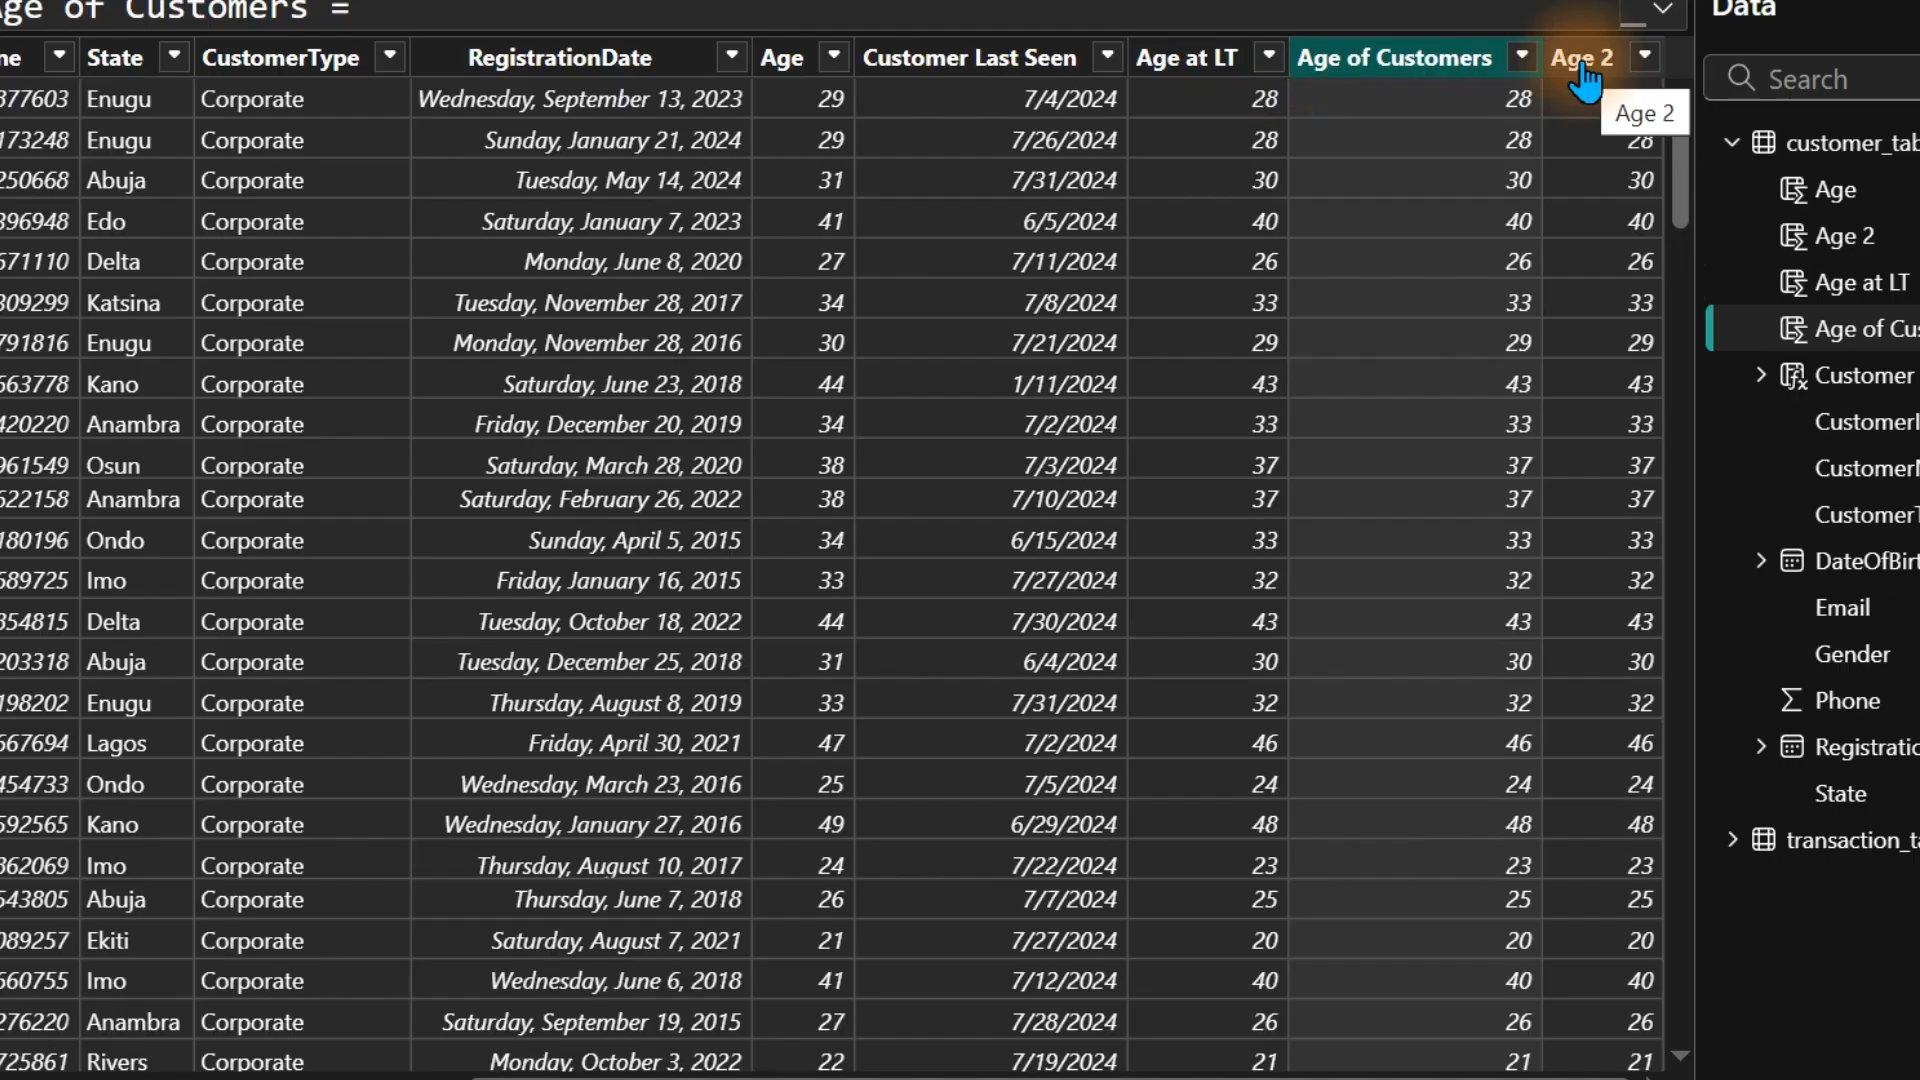 Age of Customers =
Data
ne State CustomerType RegistrationDate Age Customer Last Seen Age at LT Age of Customers Age 2
Search
377603 Enugu Corporate Wednesday, September 13, 2023 29 7/4/2024 28 28
Age 2
173248 Enugu Corporate Sunday, January 21, 2024 29 7/26/2024 28 28 28
customer_tab
250668 Abuja Corporate Tuesday, May 14, 2024 31 7/31/2024 30 30 30
Age
396948 Edo Corporate Saturday, January 7, 2023 41 6/5/2024 40 40 40
Age 2
671110 Delta Corporate Monday, June 8, 2020 27 7/11/2024 26 26 26
Age at LT
309299 Katsina Corporate Tuesday, November 28, 2017 34 7/8/2024 33 33 33
Age of Cus
791816 Enugu Corporate Monday, November 28, 2016 30 7/21/2024 29 29 29
Customer
663778 Kano Corporate Saturday, June 23, 2018 44 1/11/2024 43 43 43
CustomerI
420220 Anambra Corporate Friday, December 20, 2019 34 7/2/2024 33 33 33
CustomerN
961549 Osun Corporate Saturday, March 28, 2020 38 7/3/2024 37 37 37
622158 Anambra Corporate Saturday, February 26, 2022 38 7/10/2024 37 37 37
CustomerT
180196 Ondo Corporate Sunday, April 5, 2015 34 6/15/2024 33 33 33
DateOfBirt
689725 Imo Corporate Friday, January 16, 2015 33 7/27/2024 32 32 32
Email
354815 Delta Corporate Tuesday, October 18, 2022 44 7/30/2024 43 43 43
Gender
203318 Abuja Corporate Tuesday, December 25, 2018 31 6/4/2024 30 30 30
Phone
198202 Enugu Corporate Thursday, August 8, 2019 33 7/31/2024 32 32 32
Registratio
667694 Lagos Corporate Friday, April 30, 2021 47 7/2/2024 46 46 46
State
454733 Ondo Corporate Wednesday, March 23, 2016 25 7/5/2024 24 24 24
592565 Kano Corporate Wednesday, January 27, 2016 49 6/29/2024 48 48 48
transaction_ta
362069 Imo Corporate Thursday, August 10, 2017 24 7/22/2024 23 23 23
543805 Abuja Corporate Thursday, June 7, 2018 26 7/7/2024 25 25 25
089257 Ekiti Corporate Saturday, August 7, 2021 21 7/27/2024 20 20 20
660755 Imo Corporate Wednesday, June 6, 2018 41 7/12/2024 40 40 40
276220 Anambra Corporate Saturday, September 19, 2015 27 7/28/2024 26 26 26
725861 Rivers Corporate Monday, October 3, 2022 22 7/19/2024 21 21 21